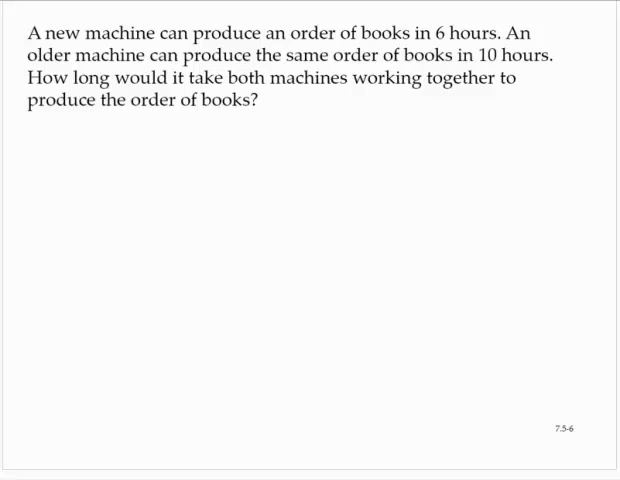 A new machine can produce an order of books in 6 hours. An
older machine can produce the same order of books in 10 hours.
How long would it take both machines working together to
produce the order of books?
7.5-6